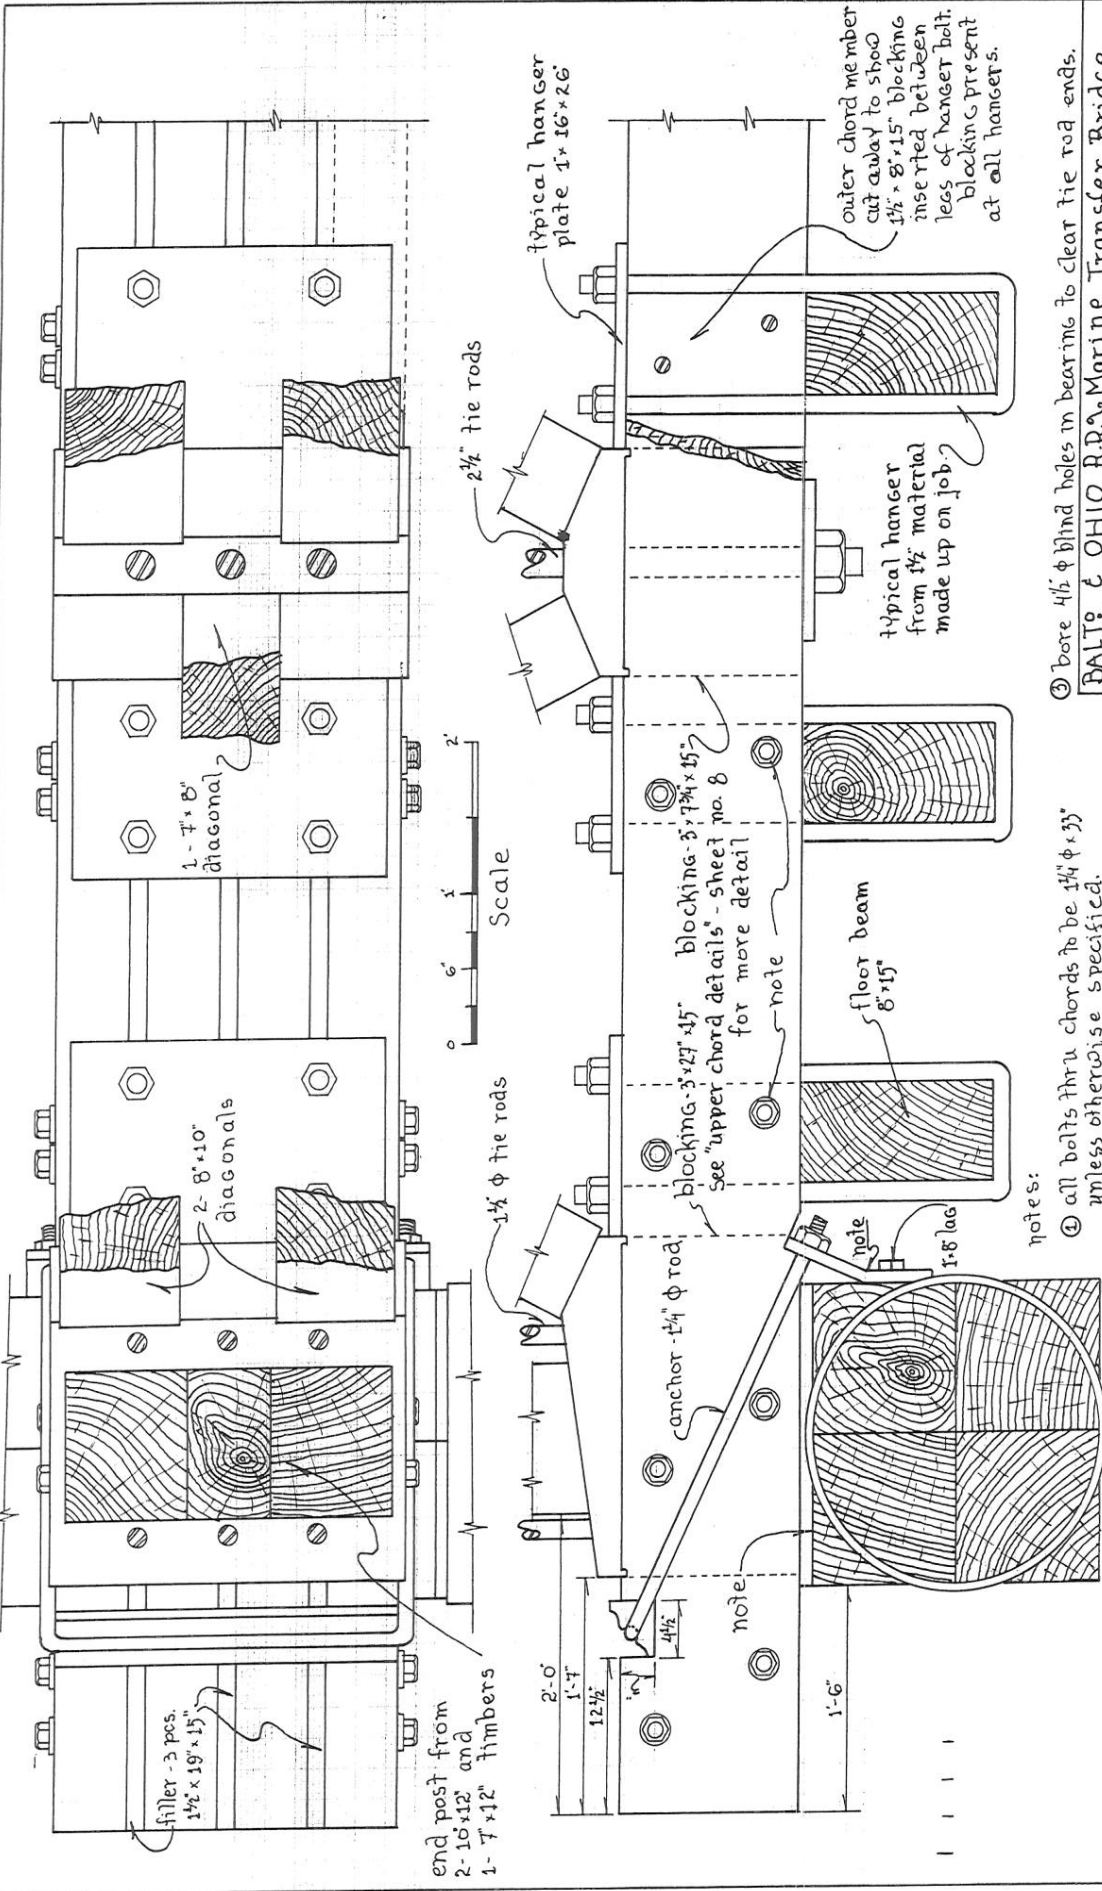 filler - 3 pcs.
1½" x 19" x 15"
end post from
2- 10" x 12" and
1- 7" x 12" timbers
2- 8" x 10"
diagonals
1 - 7" x 8"
diagonal
0
6"
1'
2'
Scale
1½" φ tie rods
2½" tie rods
typical hanger
plate 1" x 16" x 26"
outer chord member
cut away to show
1½" x 8" x 15" blocking
inserted between
legs of hanger bolt.
blocking present
at all hangers.
2'-0"
1'-7"
12½"
3"
4½"
1'-6"
anchor - 1¼" φ rod
blocking - 3" x 27" x 15"
blocking - 3" x 7¾" x 15"
See "upper chord details" - sheet no. 8
for more detail
note
note
note
1" x 8" lag
floor beam
8" x 15"
typical hanger
from 1½" material
made up on job
notes:
① all bolts thru chords to be 1¼" φ x 33"
unless otherwise specified.
③ bore 4½" φ blind holes in bearing to clear tie rod ends.
BALTO & OHIO R.R. Marine Transfer Bridge